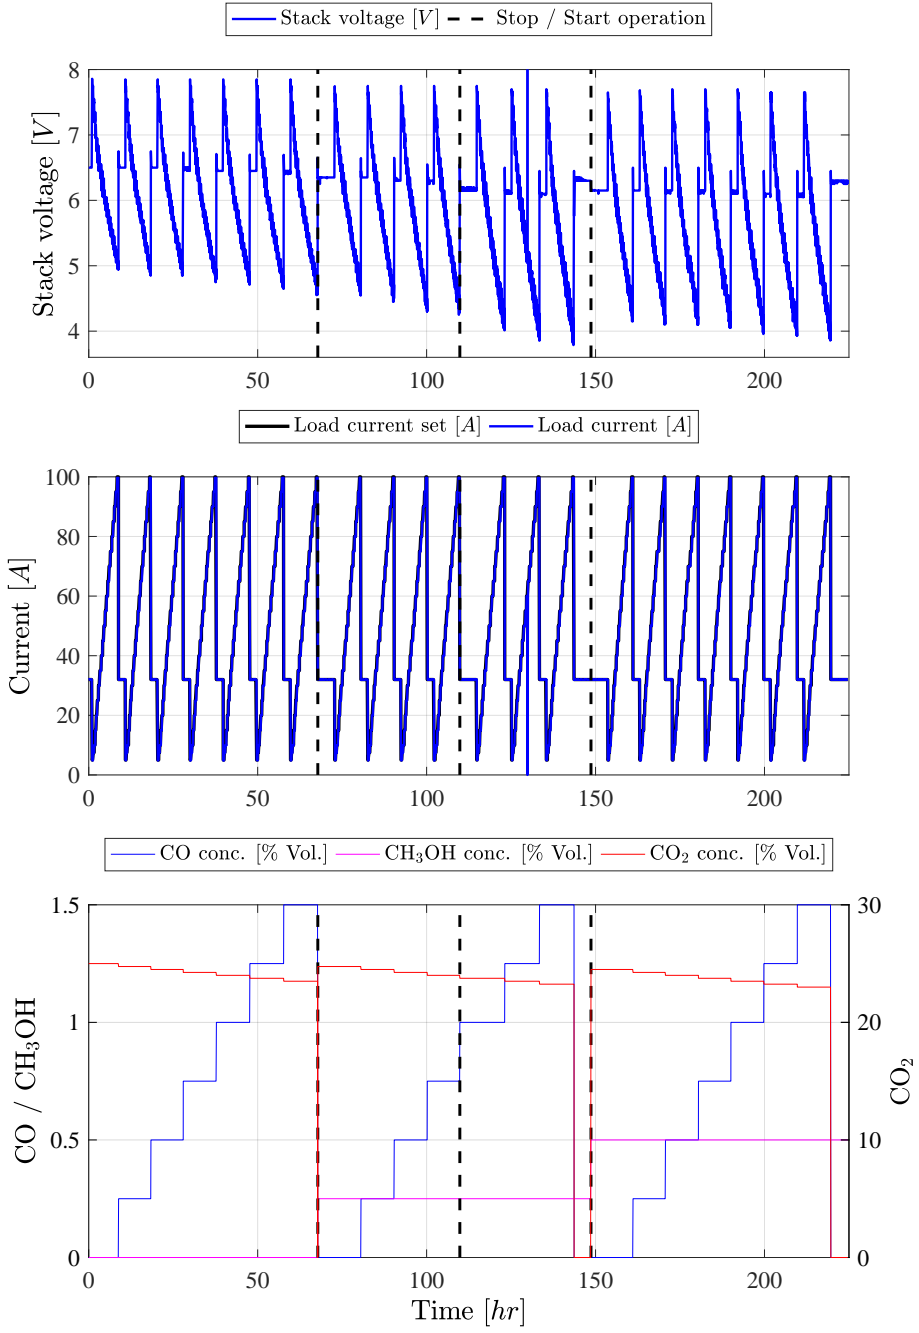 Stack voltage [V] Stop / Start operation
8
7
6
5
4
Stack voltage [V]
0 50 100 150 200
Load current set [A] Load current [A]
100
80
60
40
20
0
Current [A]
0 50 100 150 200
CO conc. [% Vol.] CH₃OH conc. [% Vol.] CO₂ conc. [% Vol.]
1.5 30
1 20
0.5 10
0 0
CO / CH₃OH
CO₂
0 50 100 150 200
Time [hr]